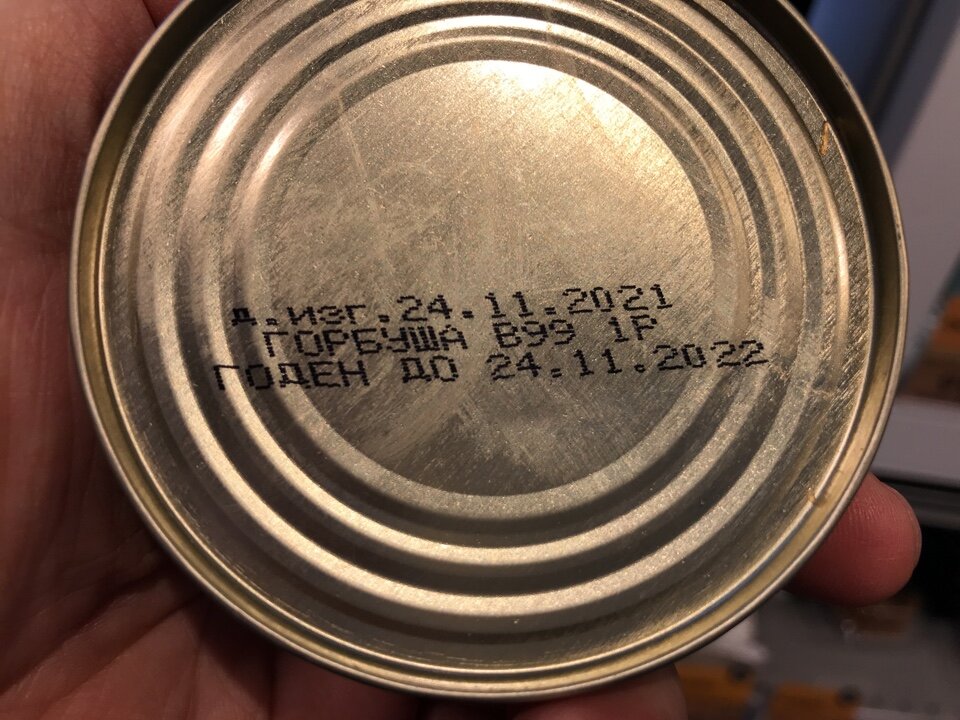 д.изг.24.11.2021
ГОРБУША В99 1Р
ГОДЕН ДО 24.11.2022